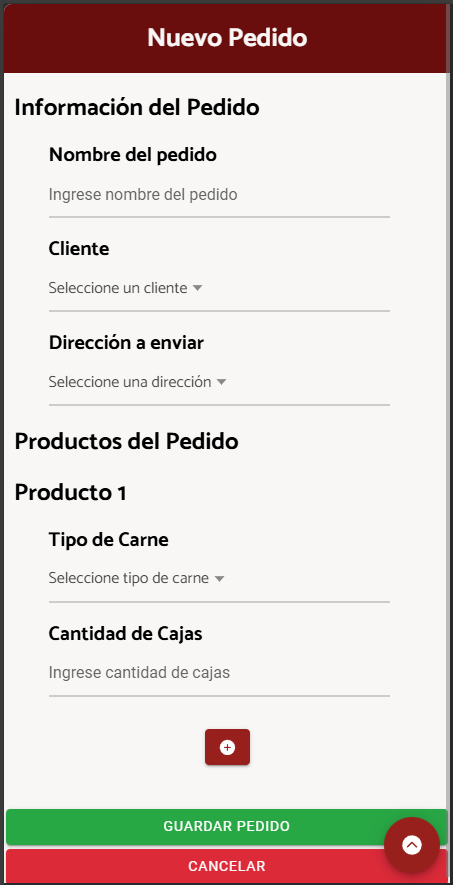 Nuevo Pedido
Información del Pedido
Nombre del pedido
Ingrese nombre del pedido
Cliente
Seleccione un cliente
Dirección a enviar
Seleccione una dirección
Productos del Pedido
Producto 1
Tipo de Carne
Seleccione tipo de carne
Cantidad de Cajas
Ingrese cantidad de cajas
GUARDAR PEDIDO
CANCELAR